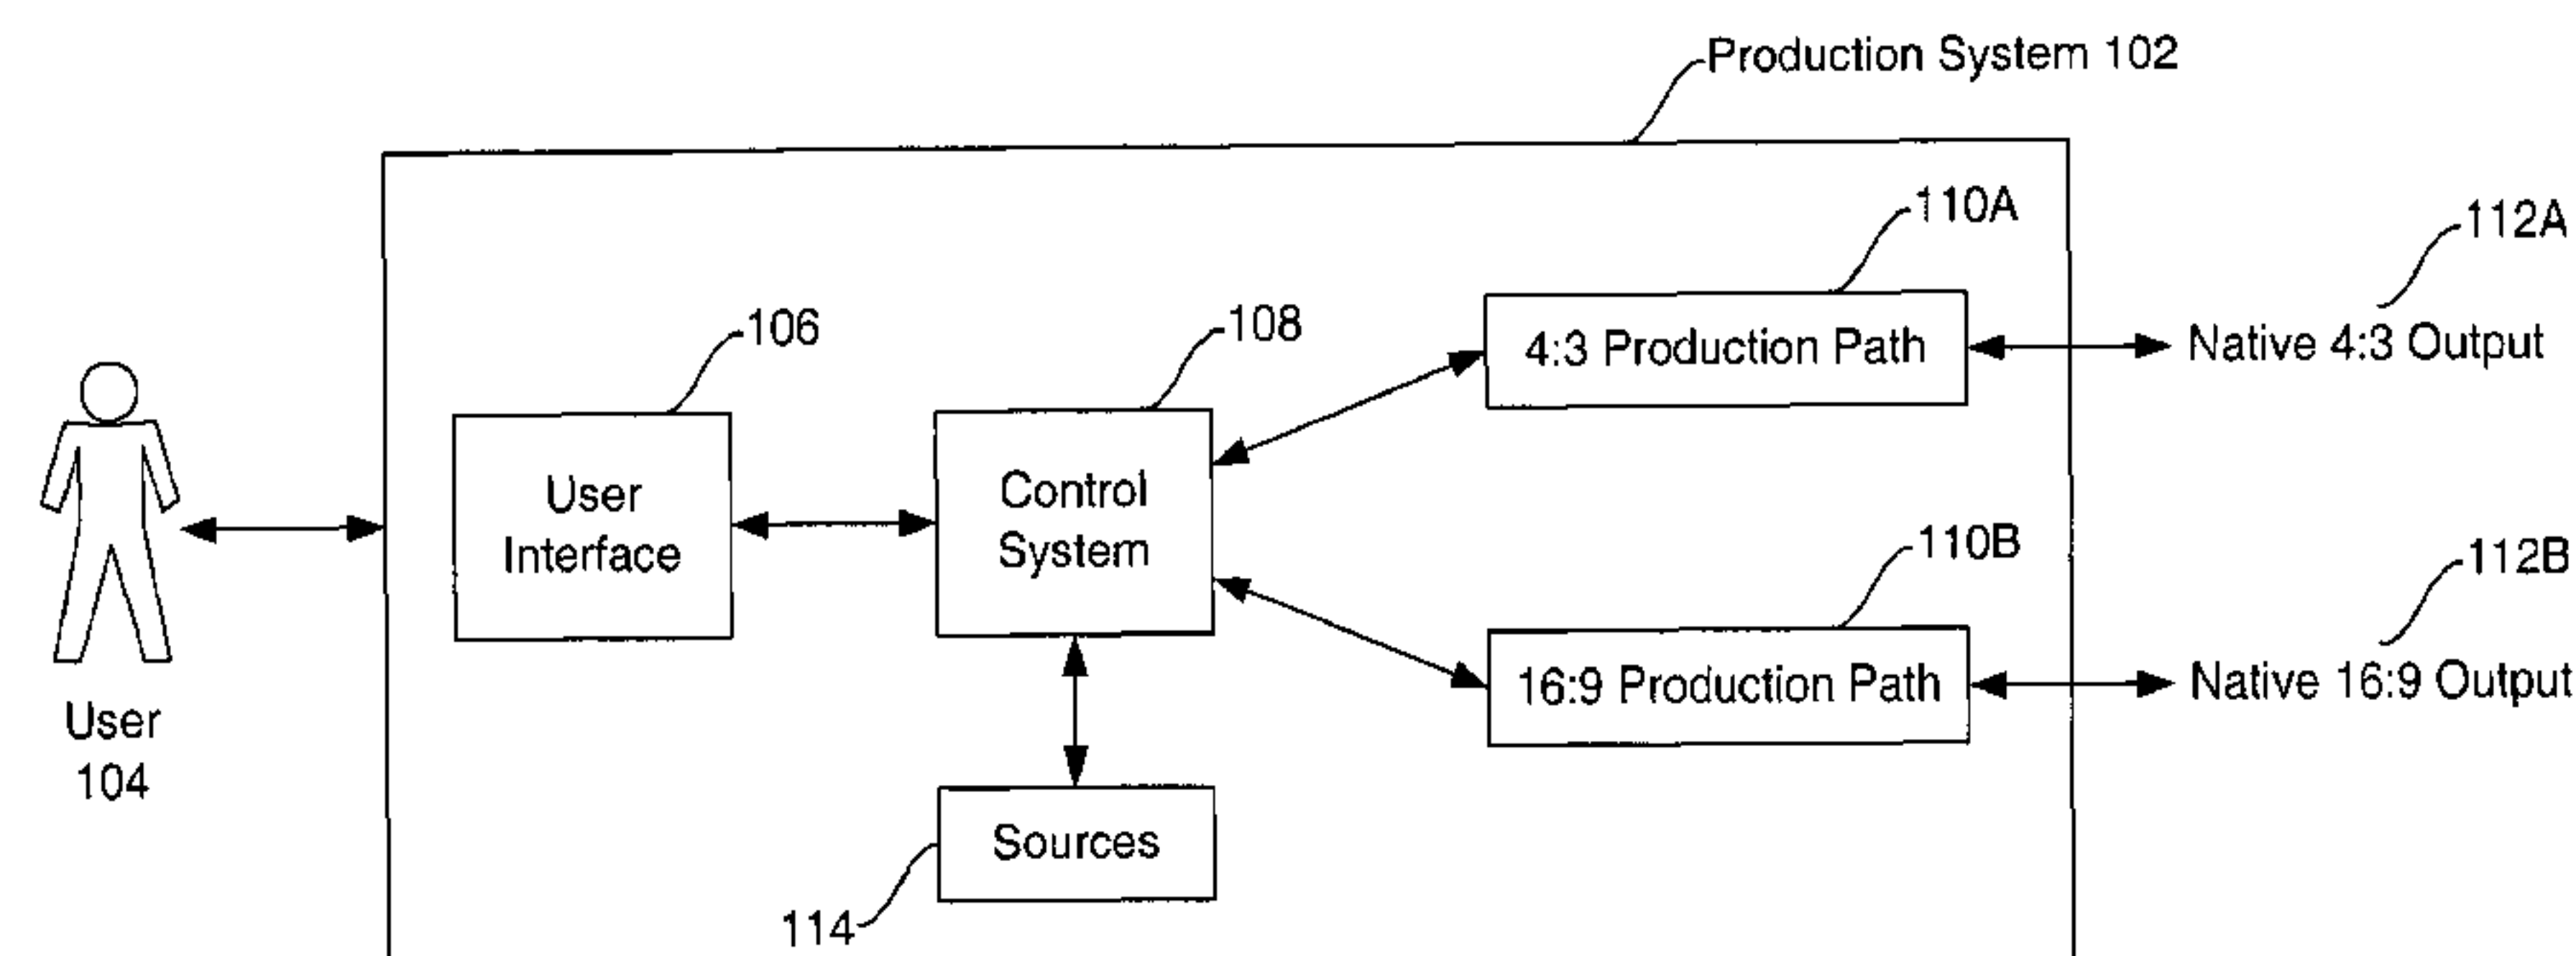 Production System 102
110A
112A
4:3 Production Path
Native 4:3 Output
106
108
User
Interface
Control
System
110B
112B
16:9 Production Path
Native 16:9 Output
User
104
Sources
114